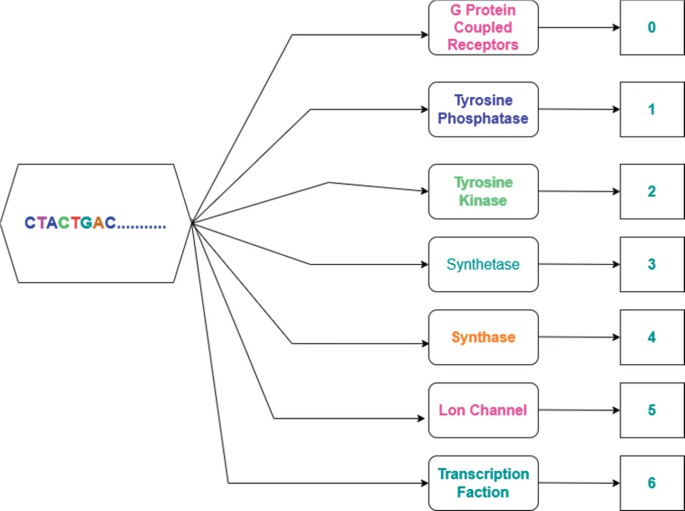 G Protein
Coupled
Receptors
0
Tyrosine
Phosphatase
1
Tyrosine
Kinase
2
CTACTGAC...........
Synthetase
3
Synthase
4
Lon Channel
5
Transcription
Faction
6